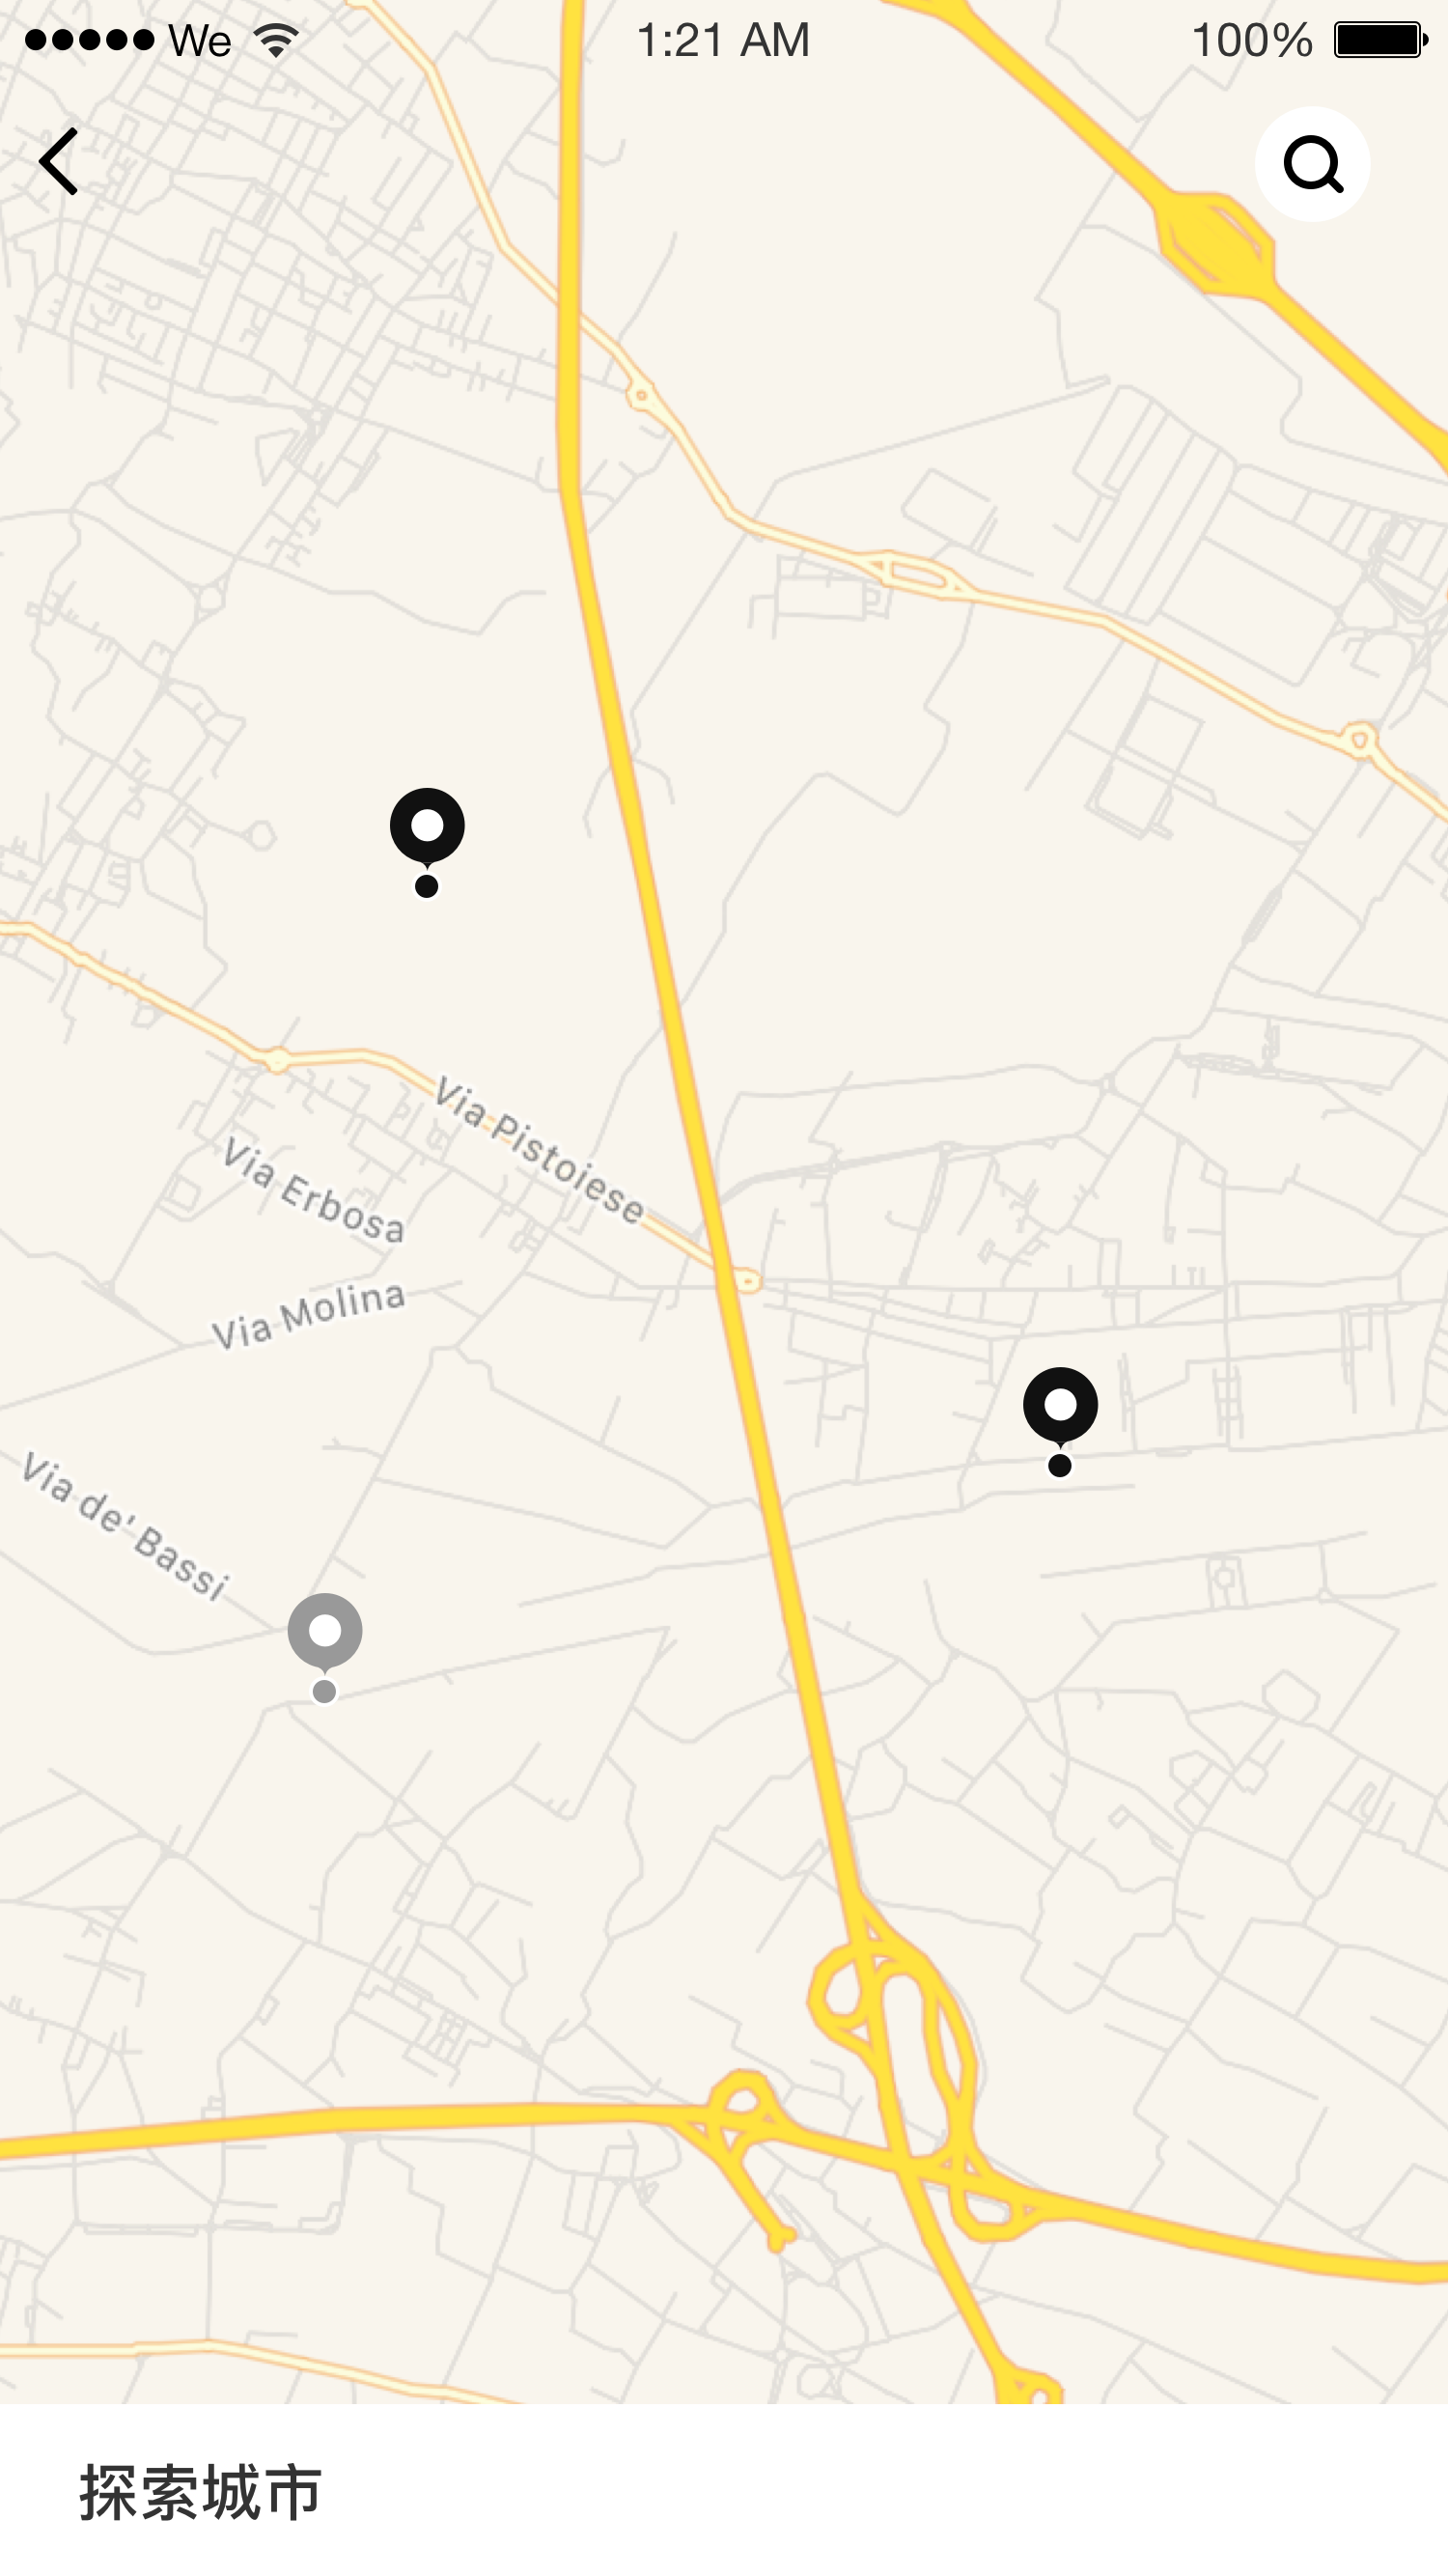 We
1:21 AM
100%
Via Pistoiese
Via Erbosa
Via Molina
Via de' Bassi
探索城市